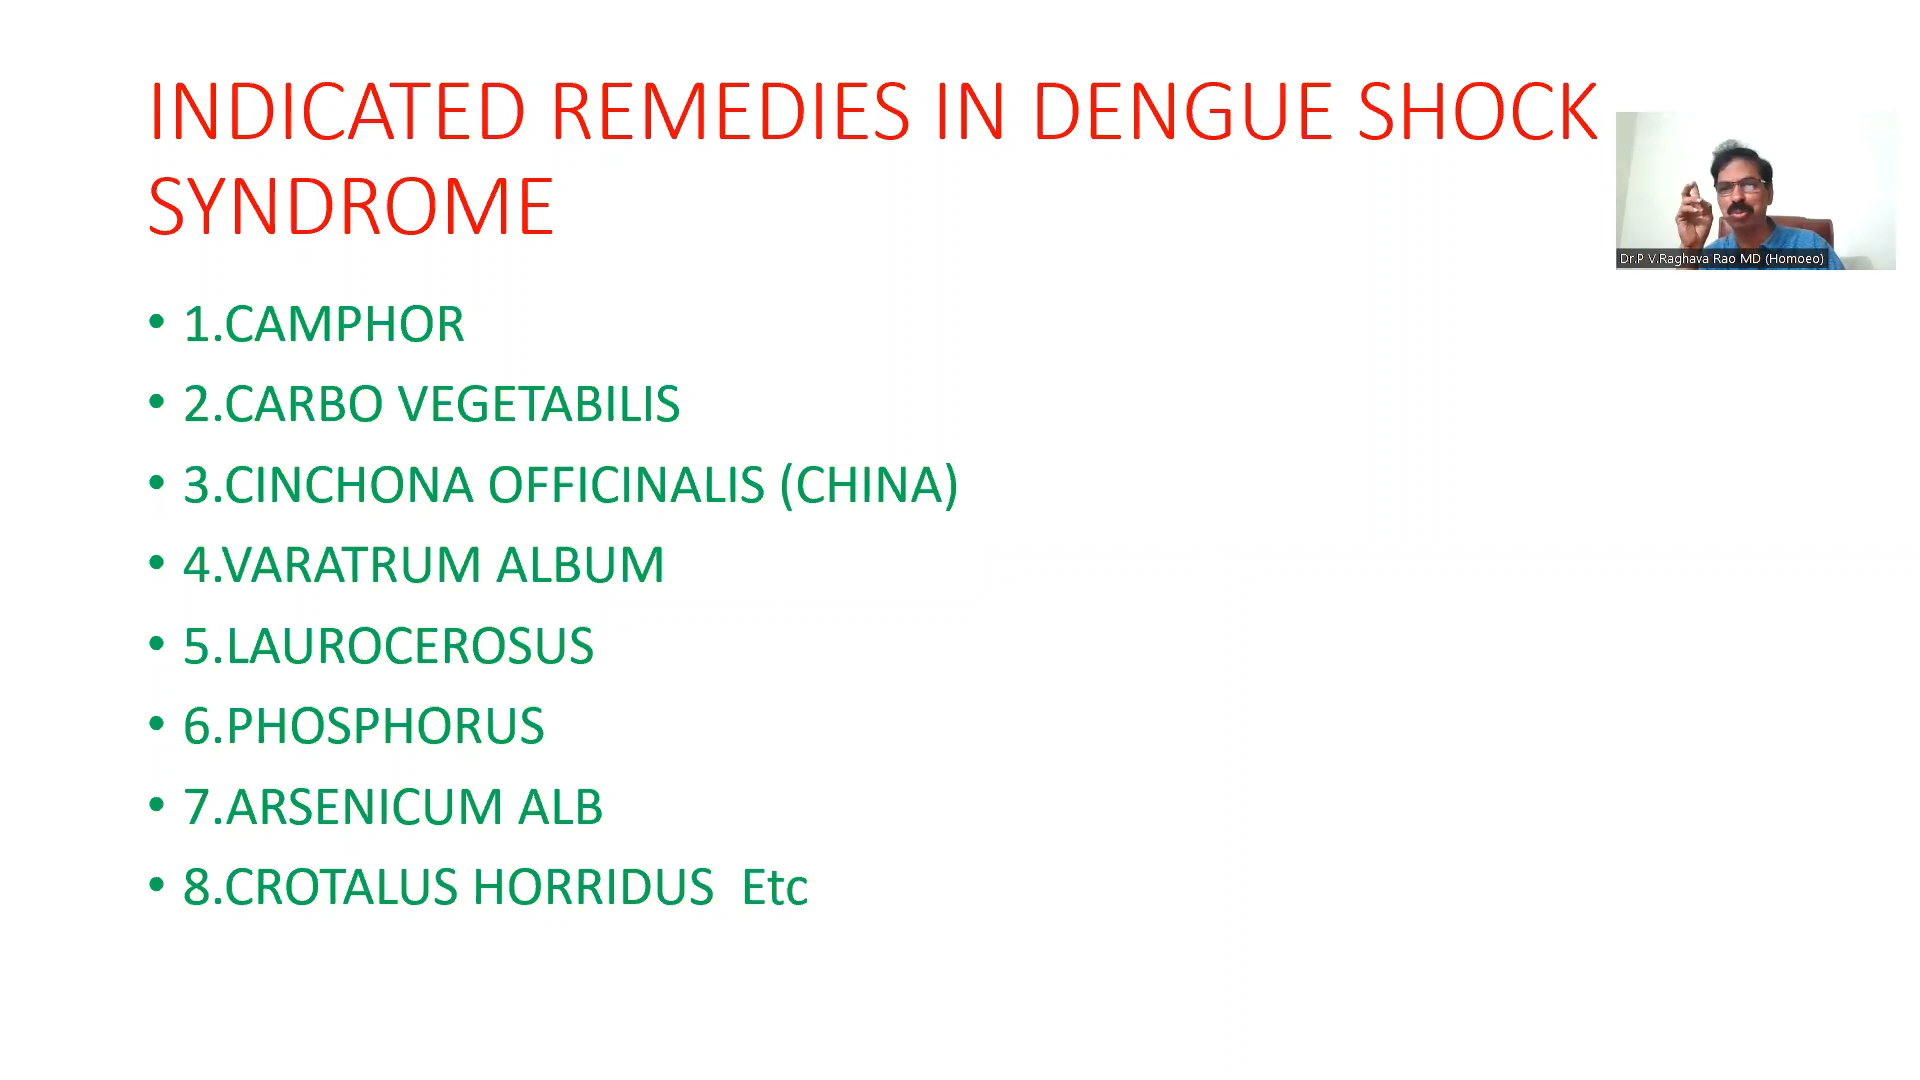 INDICATED REMEDIES IN DENGUE SHOCK
SYNDROME
Dr.P V.Raghava Rao MD (Homoeo)
• 1.CAMPHOR
• 2.CARBO VEGETABILIS
• 3.CINCHONA OFFICINALIS (CHINA)
• 4.VARATRUM ALBUM
• 5.LAUROCEROSUS
• 6.PHOSPHORUS
• 7.ARSENICUM ALB
• 8.CROTALUS HORRIDUS Etc